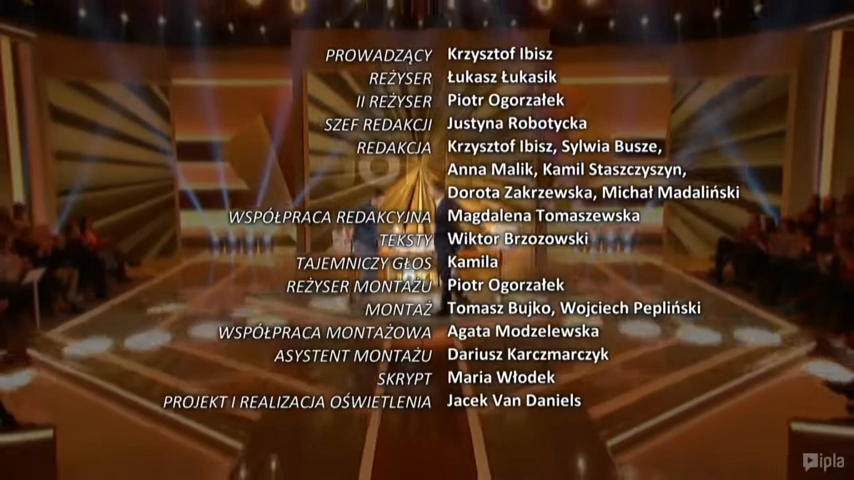 PROWADZĄCY Krzysztof Ibisz
REŻYSER Łukasz Łukasik
II REŻYSER Piotr Ogorzałek
SZEF REDAKCJI Justyna Robotycka
REDAKCJA Krzysztof Ibisz, Sylwia Busze,
Anna Malik, Kamil Staszczyszyn,
Dorota Zakrzewska, Michał Madaliński
WSPÓŁPRACA REDAKCYJNA Magdalena Tomaszewska
TEKSTY Wiktor Brzozowski
TAJEMNICZY GŁOS Kamila
REŻYSER MONTAŻU Piotr Ogorzałek
MONTAŻ Tomasz Bujko, Wojciech Pepliński
WSPÓŁPRACA MONTAŻOWA Agata Modzelewska
ASYSTENT MONTAŻU Dariusz Karczmarczyk
SKRYPT Maria Włodek
PROJEKT I REALIZACJA OŚWIETLENIA Jacek Van Daniels
ipla